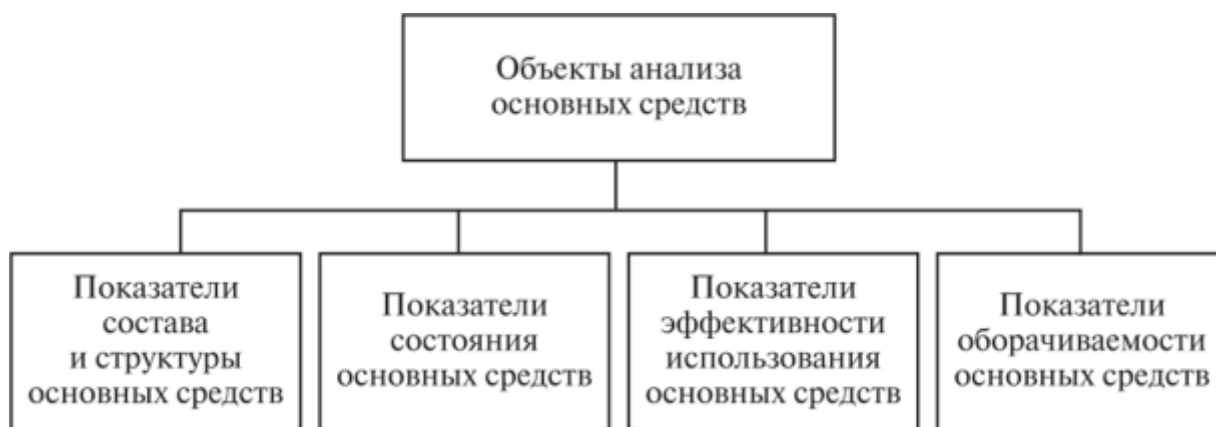 Объекты анализа
основных средств
Показатели
состава
и структуры
основных средств
Показатели
состояния
основных средств
Показатели
эффективности
использования
основных средств
Показатели
оборачиваемости
основных средств